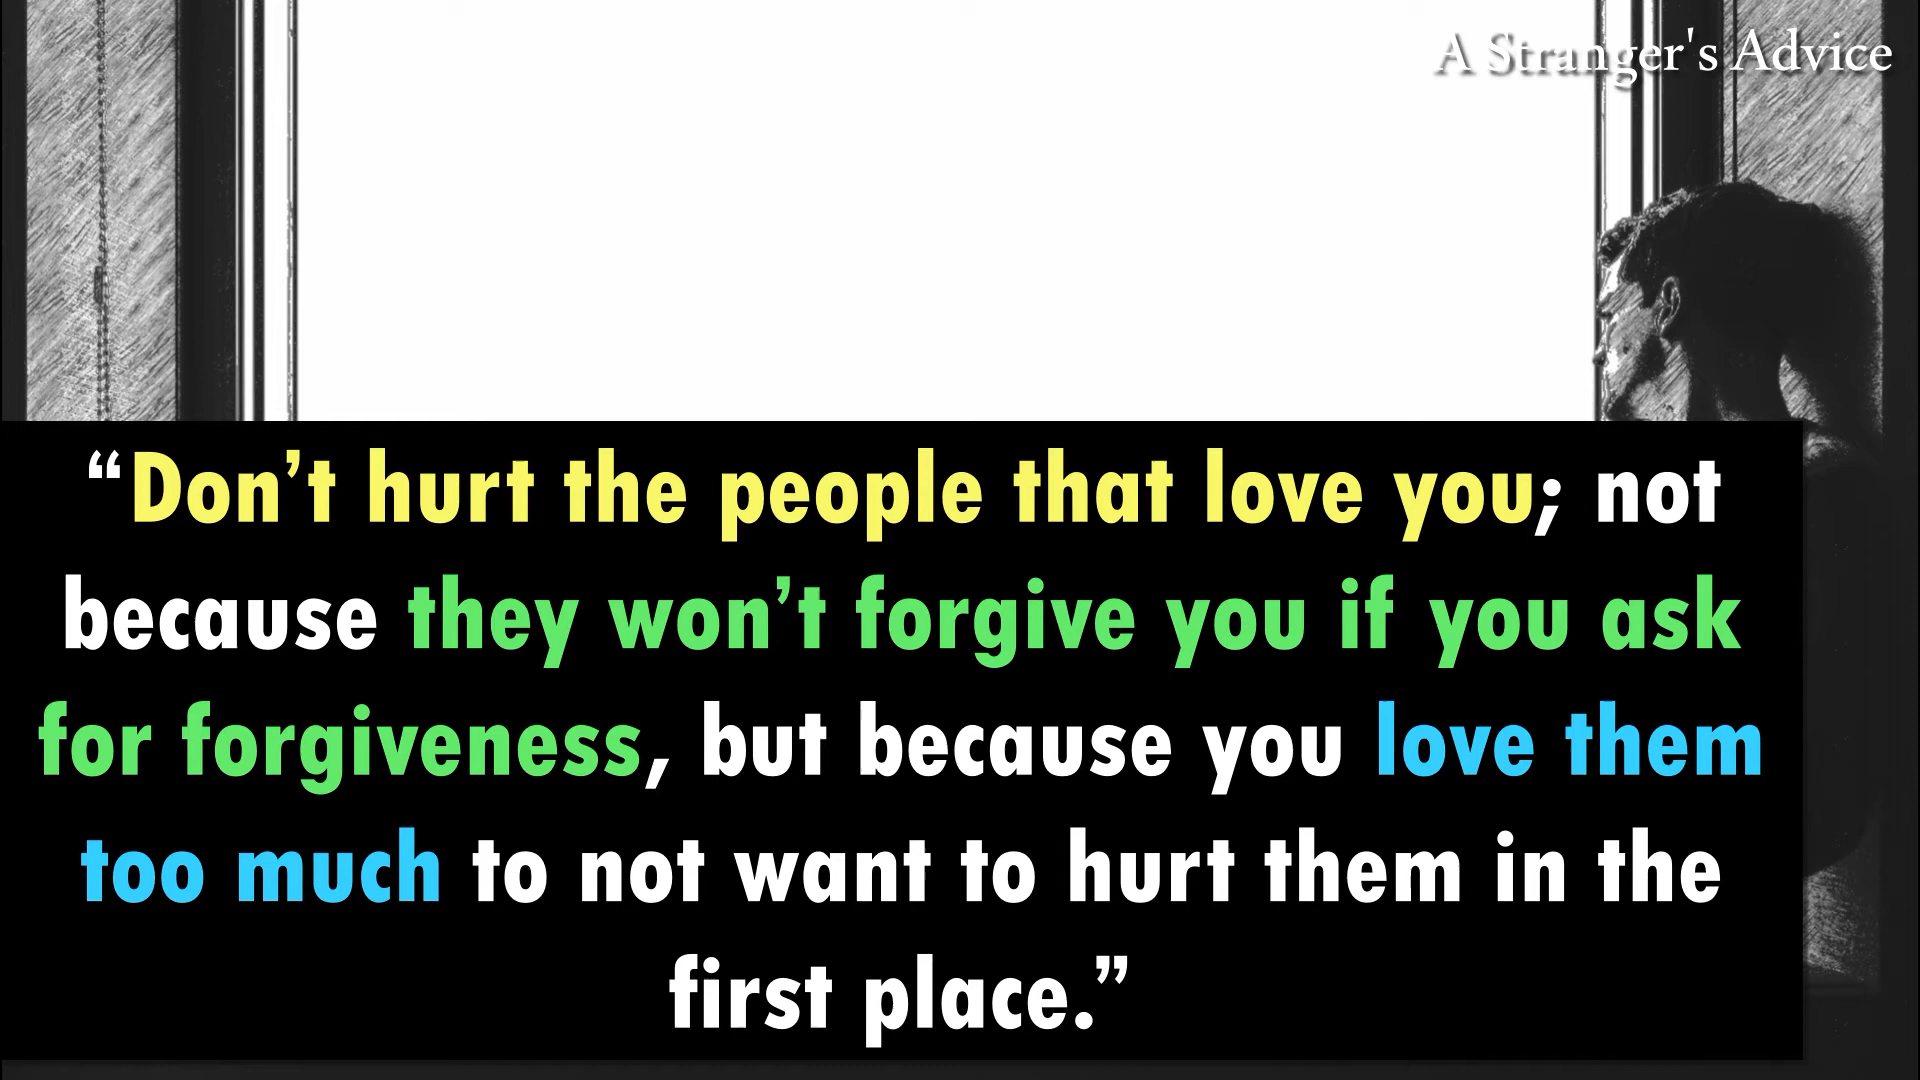 A Stranger's Advice
“Don’t hurt the people that love you; not
because they won’t forgive you if you ask
for forgiveness, but because you love them
too much to not want to hurt them in the
first place.”